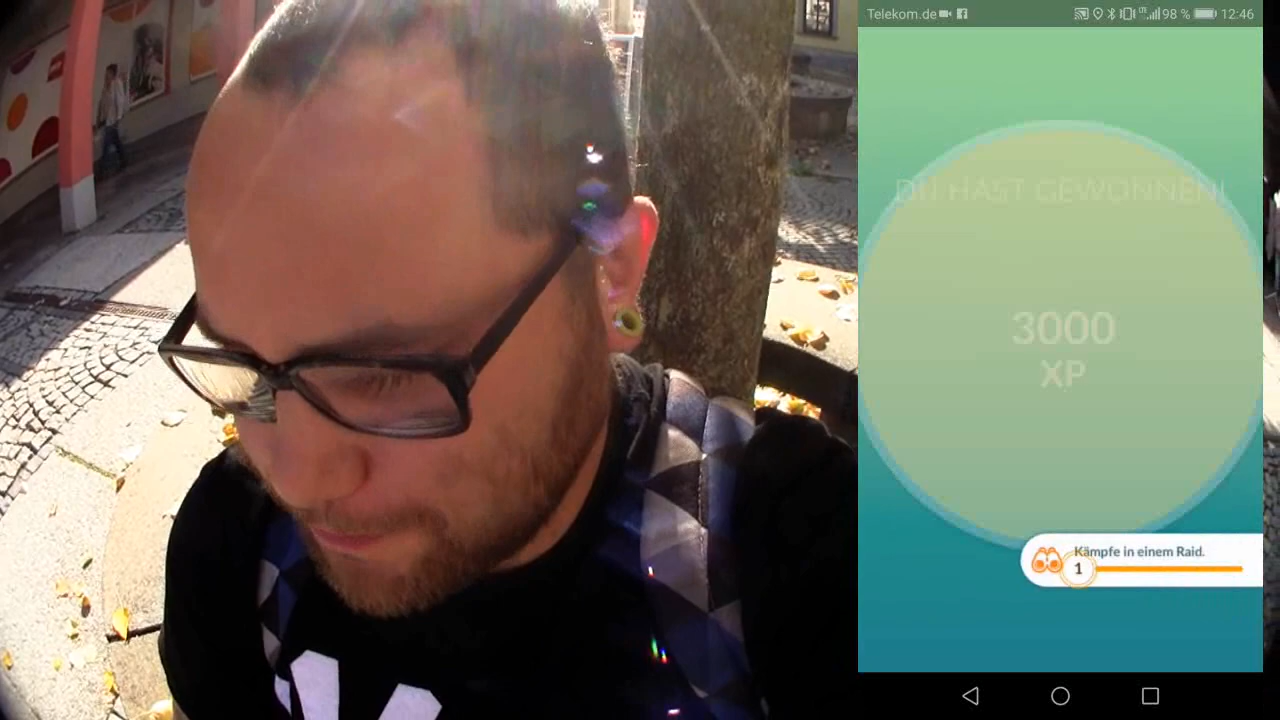 Telekom.de 98 % 12:46
DU HAST GEWONNEN!
3000
XP
Kämpfe in einem Raid.
1